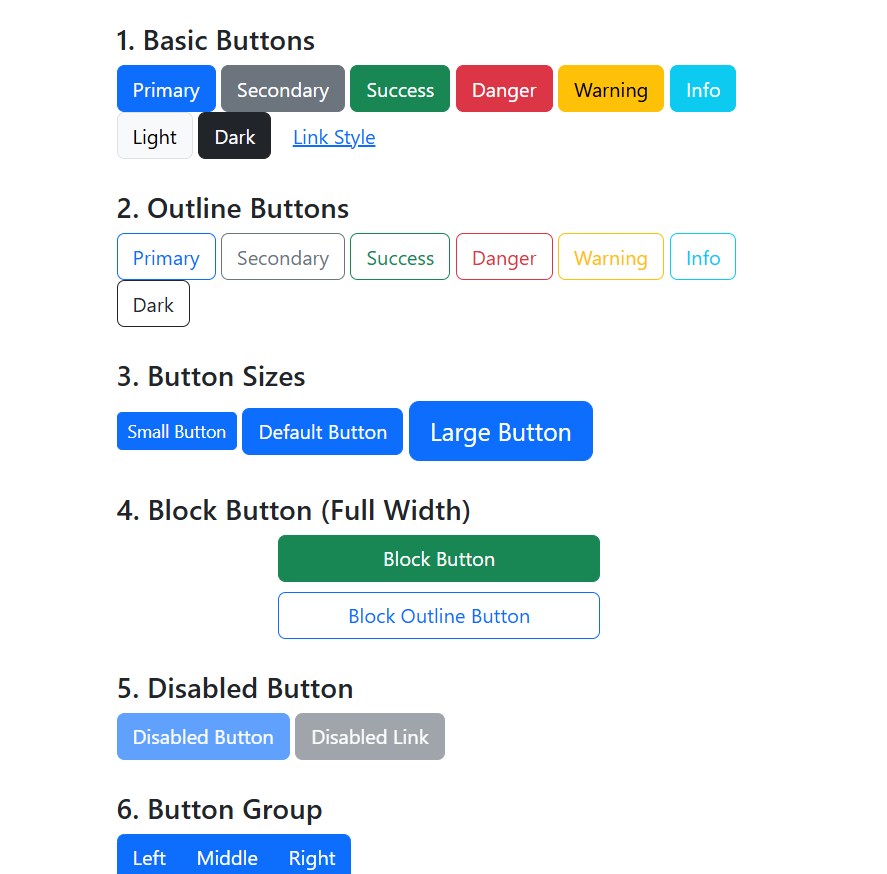 1. Basic Buttons
Primary Secondary Success Danger Warning Info
Light Dark Link Style
2. Outline Buttons
Primary Secondary Success Danger Warning Info
Dark
3. Button Sizes
Small Button Default Button Large Button
4. Block Button (Full Width)
Block Button
Block Outline Button
5. Disabled Button
Disabled Button Disabled Link
6. Button Group
Left Middle Right